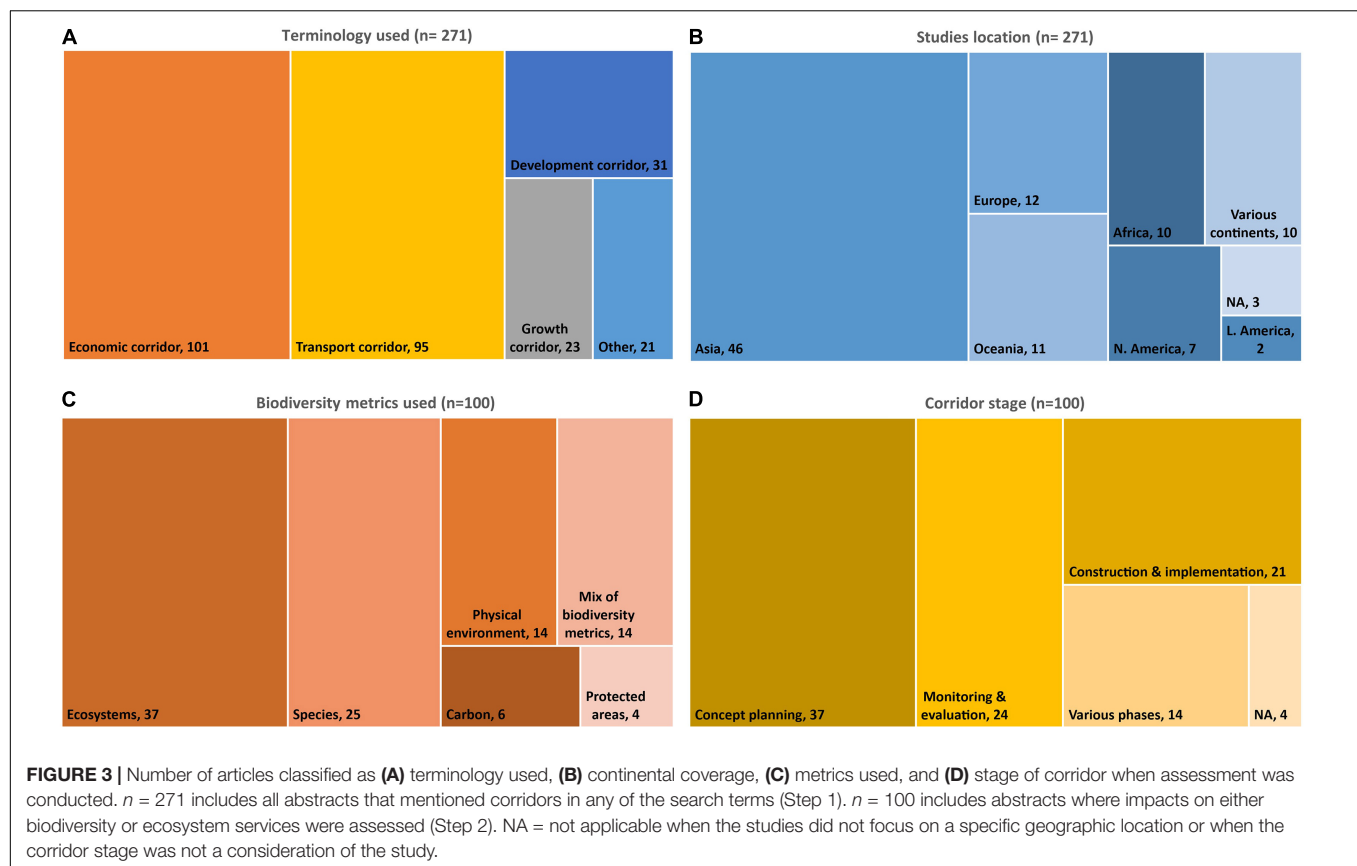 A
Terminology used (n= 271)
Economic corridor, 101
Transport corridor, 95
Development corridor, 31
Growth
corridor, 23
Other, 21
B
Studies location (n= 271)
Asia, 46
Europe, 12
Oceania, 11
Africa, 10
Various
continents, 10
N. America, 7
NA, 3
L. America,
2
C
Biodiversity metrics used (n=100)
Ecosystems, 37
Species, 25
Physical
environment, 14
Mix of
biodiversity
metrics, 14
Carbon, 6
Protected
areas, 4
D
Corridor stage (n=100)
Concept planning, 37
Monitoring &
evaluation, 24
Construction & implementation, 21
Various phases, 14
NA, 4
FIGURE 3 | Number of articles classified as (A) terminology used, (B) continental coverage, (C) metrics used, and (D) stage of corridor when assessment was
conducted. n = 271 includes all abstracts that mentioned corridors in any of the search terms (Step 1). n = 100 includes abstracts where impacts on either
biodiversity or ecosystem services were assessed (Step 2). NA = not applicable when the studies did not focus on a specific geographic location or when the
corridor stage was not a consideration of the study.